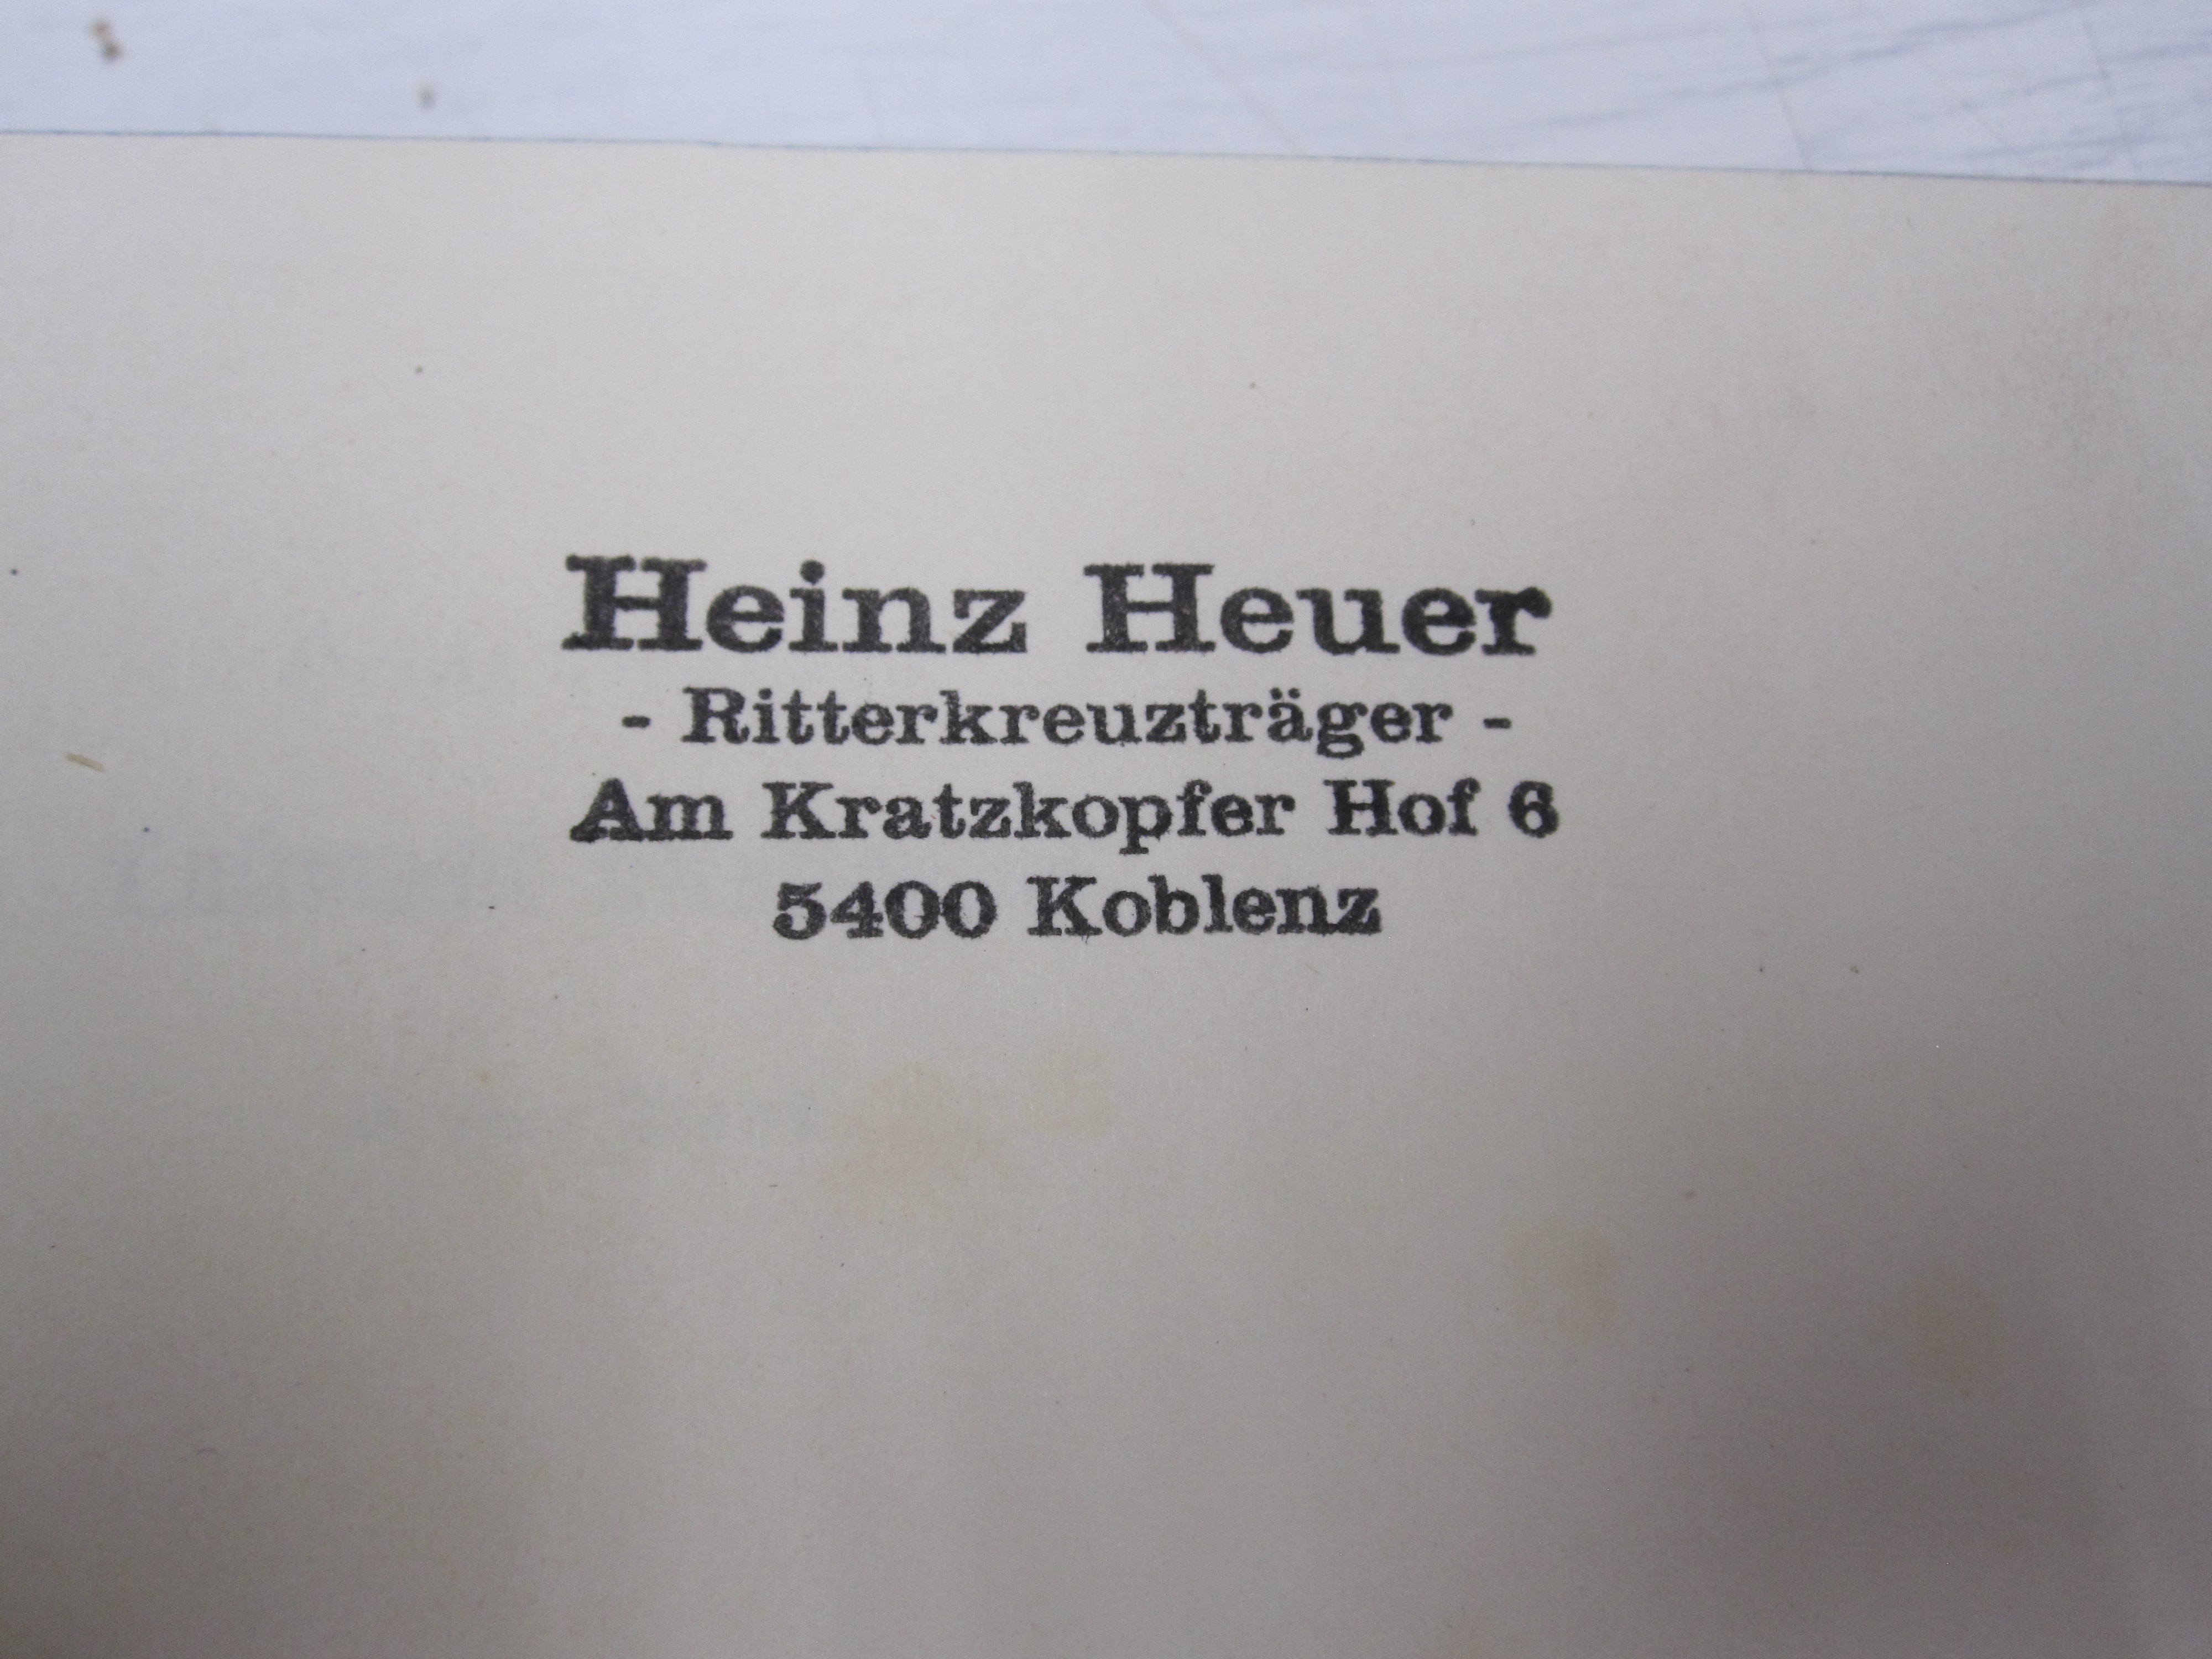 Heinz Heuer
- Ritterkreuzträger -
Am Kratzkopfer Hof 6
5400 Koblenz